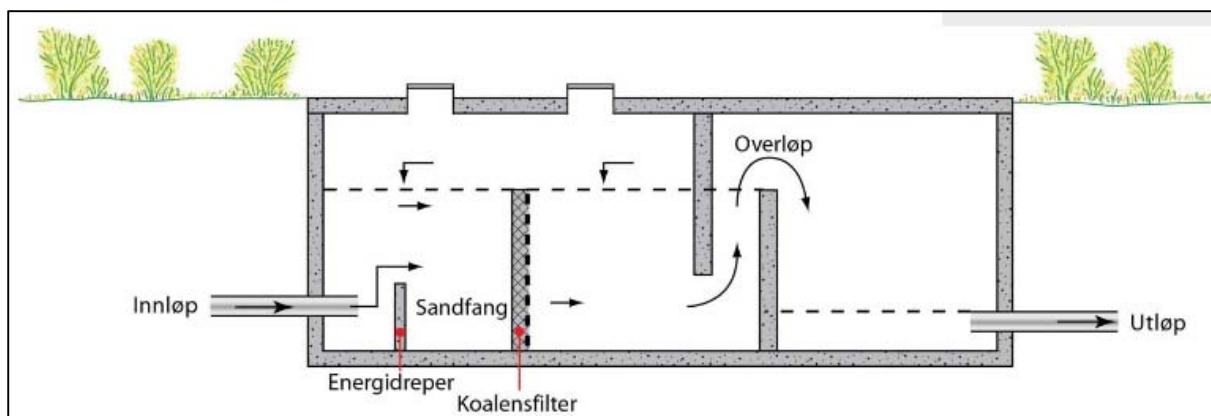 Overløp
Innløp
Sandfang
Utløp
Energidreper
Koalensfilter